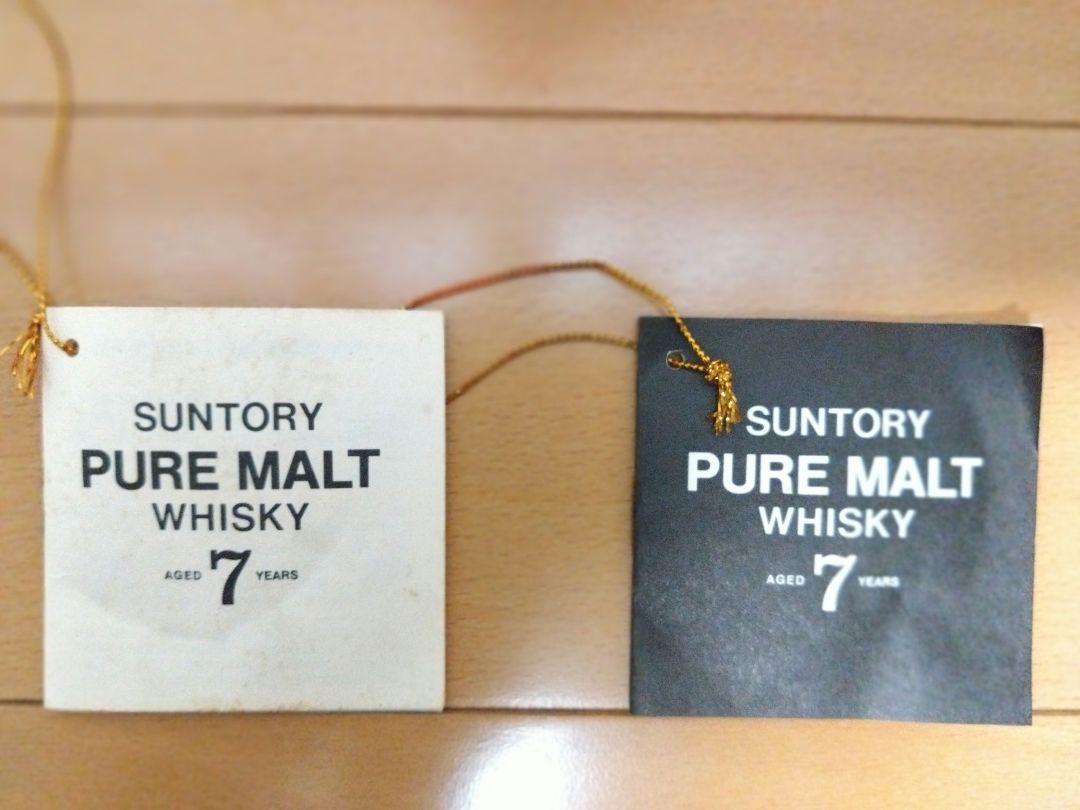 SUNTORY
PURE MALT
WHISKY
AGED 7 YEARS
SUNTORY
PURE MALT
WHISKY
AGED 7 YEARS